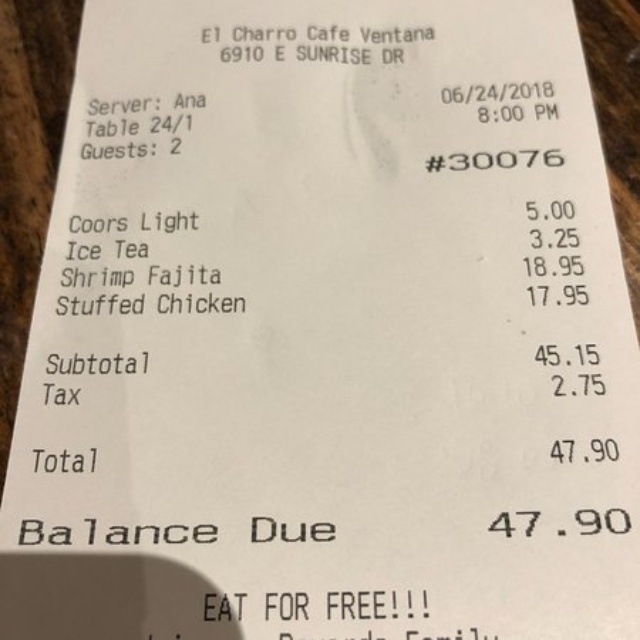 El Charro Cafe Ventana
6910 E SUNRISE DR
Server: Ana 06/24/2018
Table 24/1 8:00 PM
Guests: 2 #30076
Coors Light 5.00
Ice Tea 3.25
Shrimp Fajita 18.95
Stuffed Chicken 17.95
Subtotal 45.15
Tax 2.75
Total 47.90
Balance Due 47.90
EAT FOR FREE!!!
Family